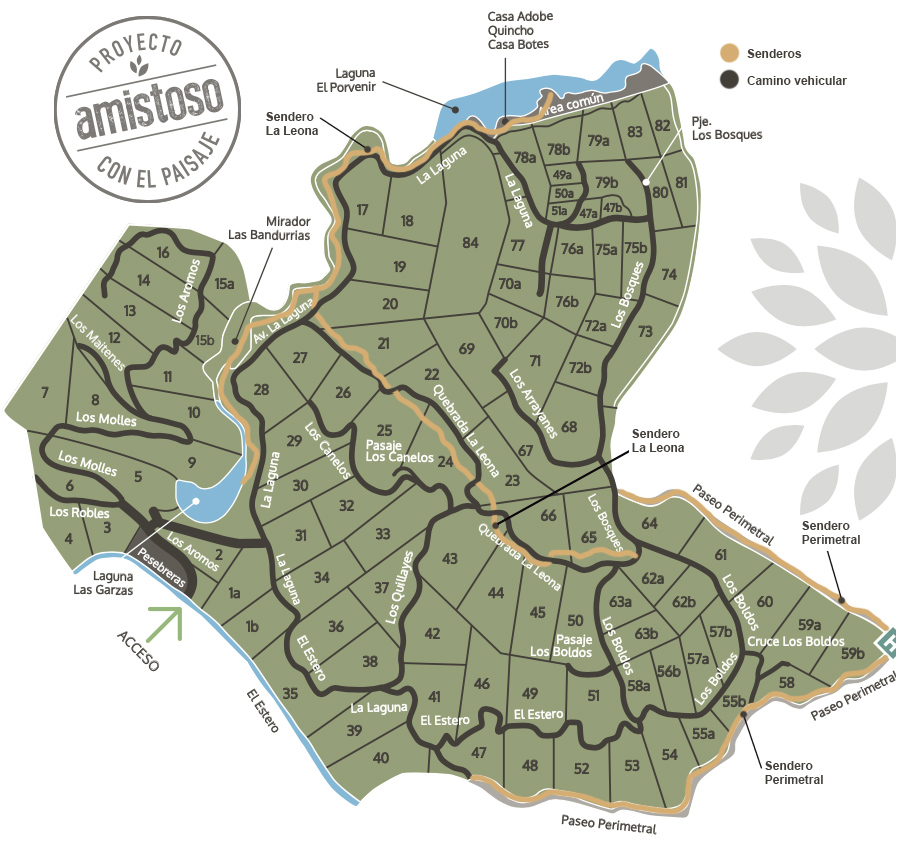 PROYECTO
amistoso
CON EL PAISAJE
Casa Adobe
Quincho
Casa Botes
Laguna
El Porvenir
Sendero
La Leona
Mirador
Las Bandurrias
Senderos
Camino vehicular
Pje.
Los Bosques
Área común
La Laguna
La Laguna
Av. La Laguna
Los Aromos
Los Maitenes
Los Molles
Los Molles
Los Robles
Los Aromos
Pesebreras
Laguna
Las Garzas
ACCESO
El Estero
La Laguna
La Laguna
El Estero
La Laguna
El Estero
El Estero
Los Canelos
Pasaje
Los Canelos
Quebrada La Leona
Quebrada La Leona
Los Quillayes
Los Arrayanes
Los Bosques
Los Bosques
Sendero
La Leona
Pasaje
Los Boldos
Los Boldos
Los Boldos
Los Boldos
Cruce Los Boldos
Paseo Perimetral
Sendero
Perimetral
Paseo Perimetral
Sendero
Perimetral
Paseo Perimetral
H
16
14
15a
13
12
15b
11
10
7
8
9
5
6
4
3
2
1a
1b
17
18
19
20
84
21
22
69
27
26
28
29
25
24
30
32
31
33
34
37
36
38
35
39
40
23
67
68
71
70a
70b
77
78a
78b
79a
83
82
49a
50a
51a
79b
47a
47b
80
81
76a
75a
75b
74
76b
72a
73
72b
66
65
64
61
43
44
45
42
50
41
46
49
51
47
48
52
53
54
55a
55b
58
58a
56b
57a
57b
63a
63b
62a
62b
60
59a
59b